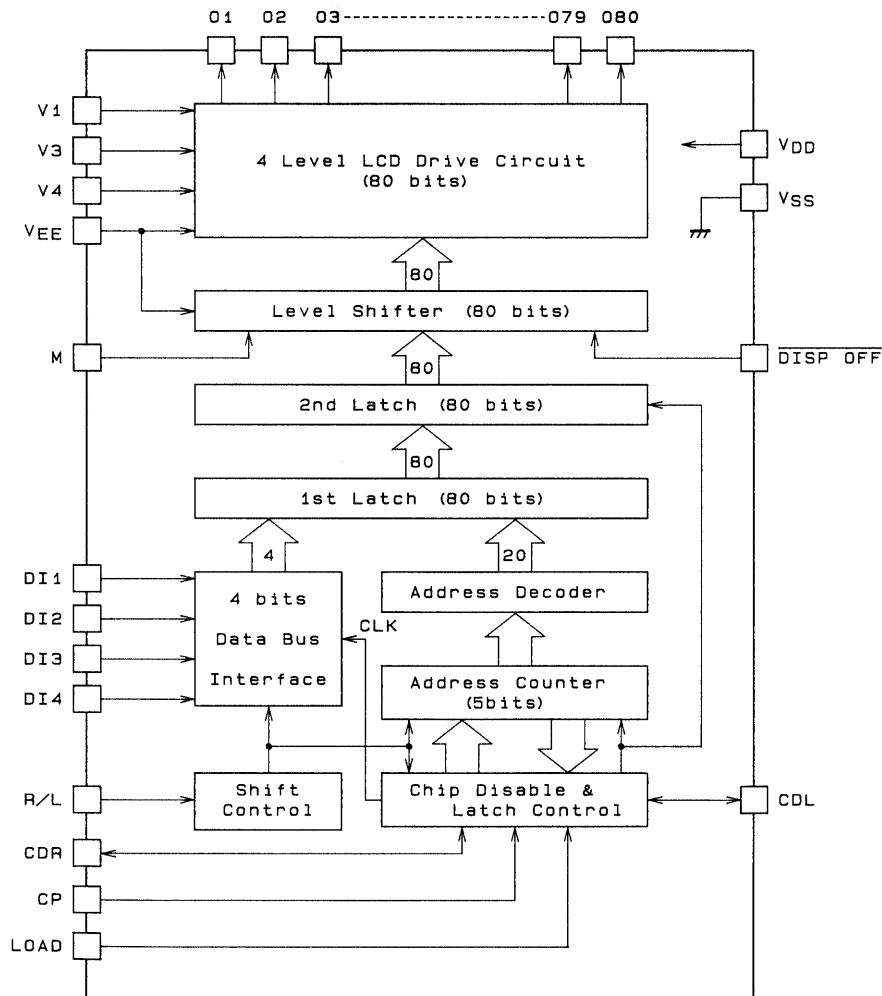 O1 O2 O3 O79 O80
V1
V3
V4
VEE
4 Level LCD Drive Circuit
(80 bits)
VDD
VSS
80
Level Shifter (80 bits)
M
DISP OFF
80
2nd Latch (80 bits)
80
1st Latch (80 bits)
4
20
DI1
DI2
DI3
DI4
4 bits
Data Bus
Interface
CLK
Address Decoder
Address Counter
(5bits)
R/L
Shift
Control
Chip Disable &
Latch Control
CDL
CDR
CP
LOAD